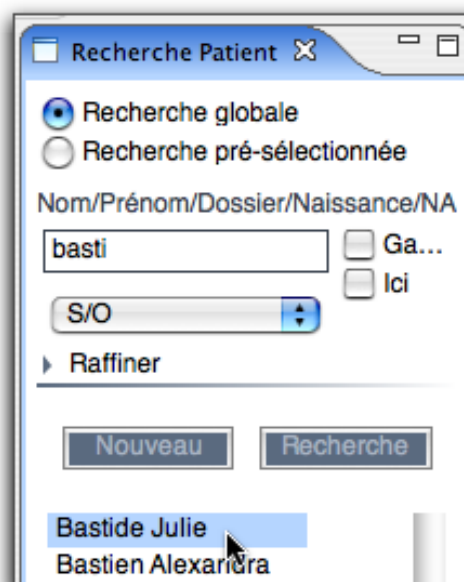 Recherche Patient
Recherche globale
Recherche pré-sélectionnée
Nom/Prénom/Dossier/Naissance/NA
basti
Ga...
Ici
S/O
Raffiner
Nouveau Recherche
Bastide Julie
Bastien Alexandra